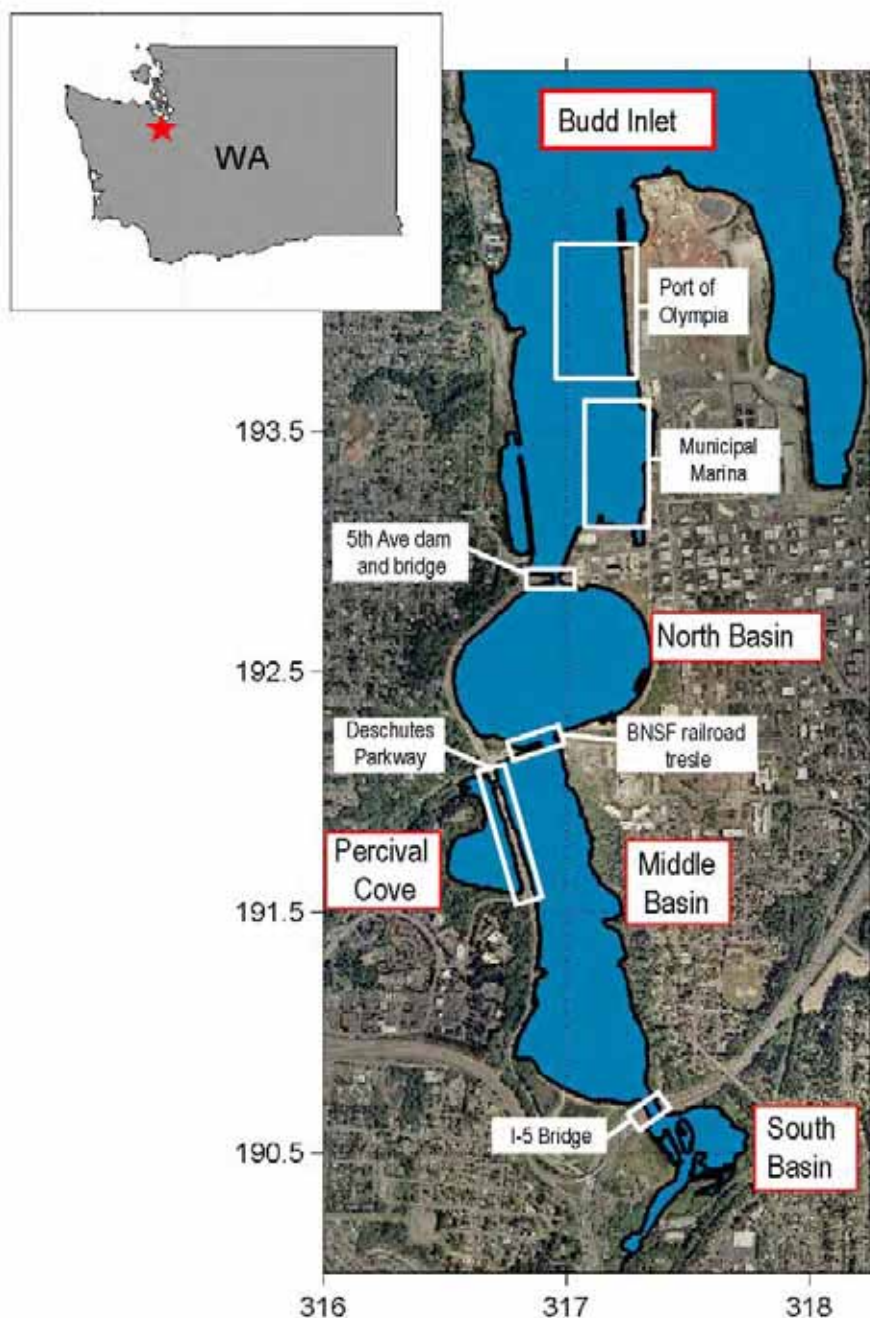 WA
Budd Inlet
Port of
Olympia
193.5
Municipal
Marina
5th Ave dam
and bridge
North Basin
192.5
Deschutes
Parkway
BNSF railroad
tresle
Percival
Cove
Middle
Basin
191.5
I-5 Bridge
South
Basin
190.5
316
317
318